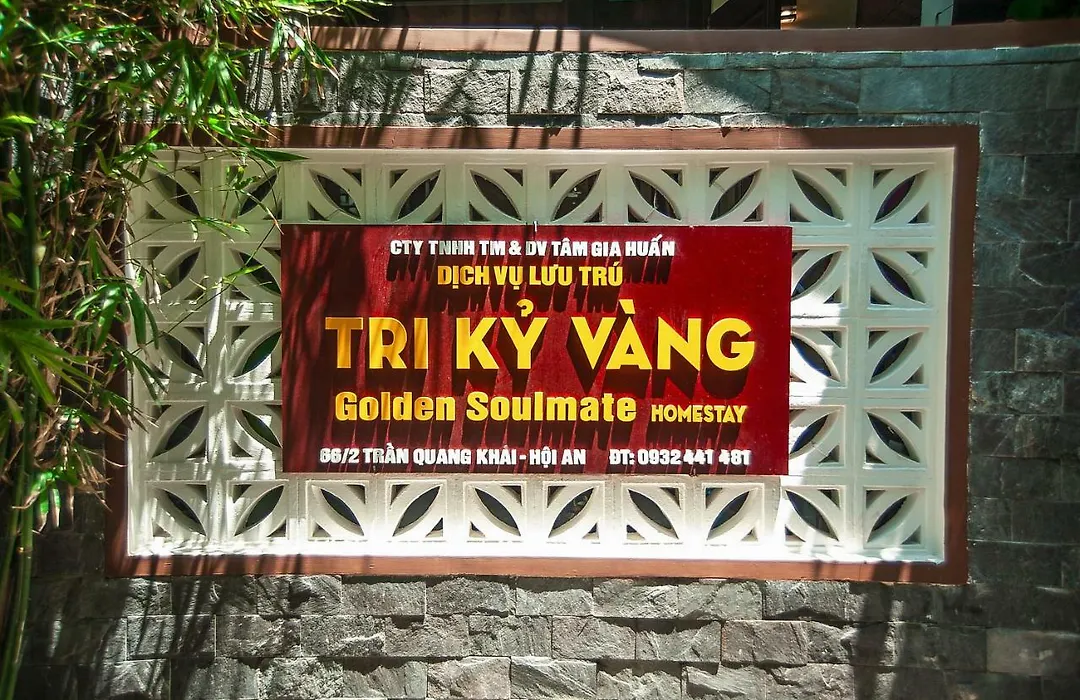 CTY TNHH TM & DV TÂM GIA HUẤN
DỊCH VỤ LƯU TRÚ
TRI KỶ VÀNG
Golden Soulmate HOMESTAY
66/2 TRẦN QUANG KHẢI - HỘI AN ĐT: 0932 441 481